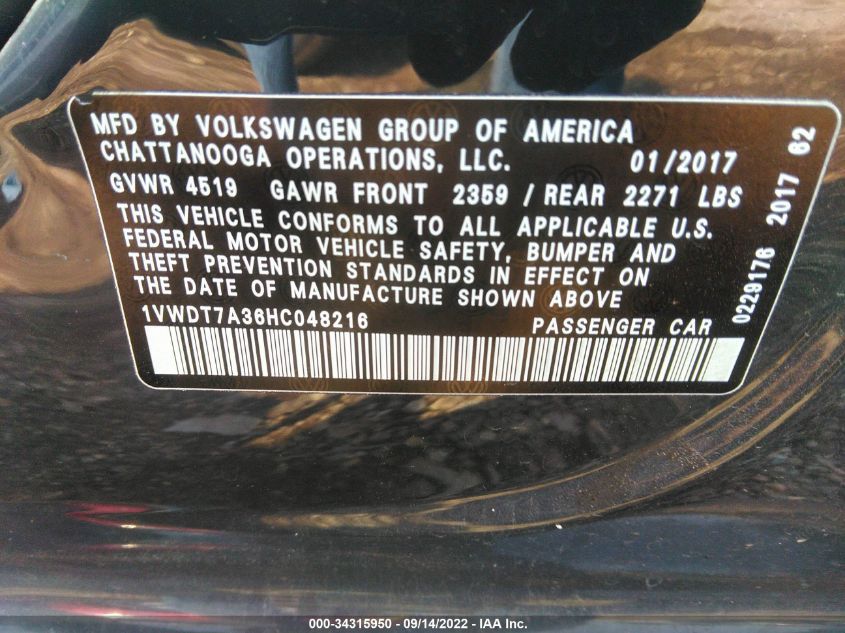 MFD BY VOLKSWAGEN GROUP OF AMERICA
CHATTANOOGA OPERATIONS, LLC. 01/2017
GVWR 4519 GAWR FRONT 2359 / REAR 2271 LBS
THIS VEHICLE CONFORMS TO ALL APPLICABLE U.S.
FEDERAL MOTOR VEHICLE SAFETY, BUMPER AND
THEFT PREVENTION STANDARDS IN EFFECT ON
THE DATE OF MANUFACTURE SHOWN ABOVE
1VWDT7A36HC048216 PASSENGER CAR
0229176 2017 62
000-34315950 / 09/14/2022 - IAA Inc.